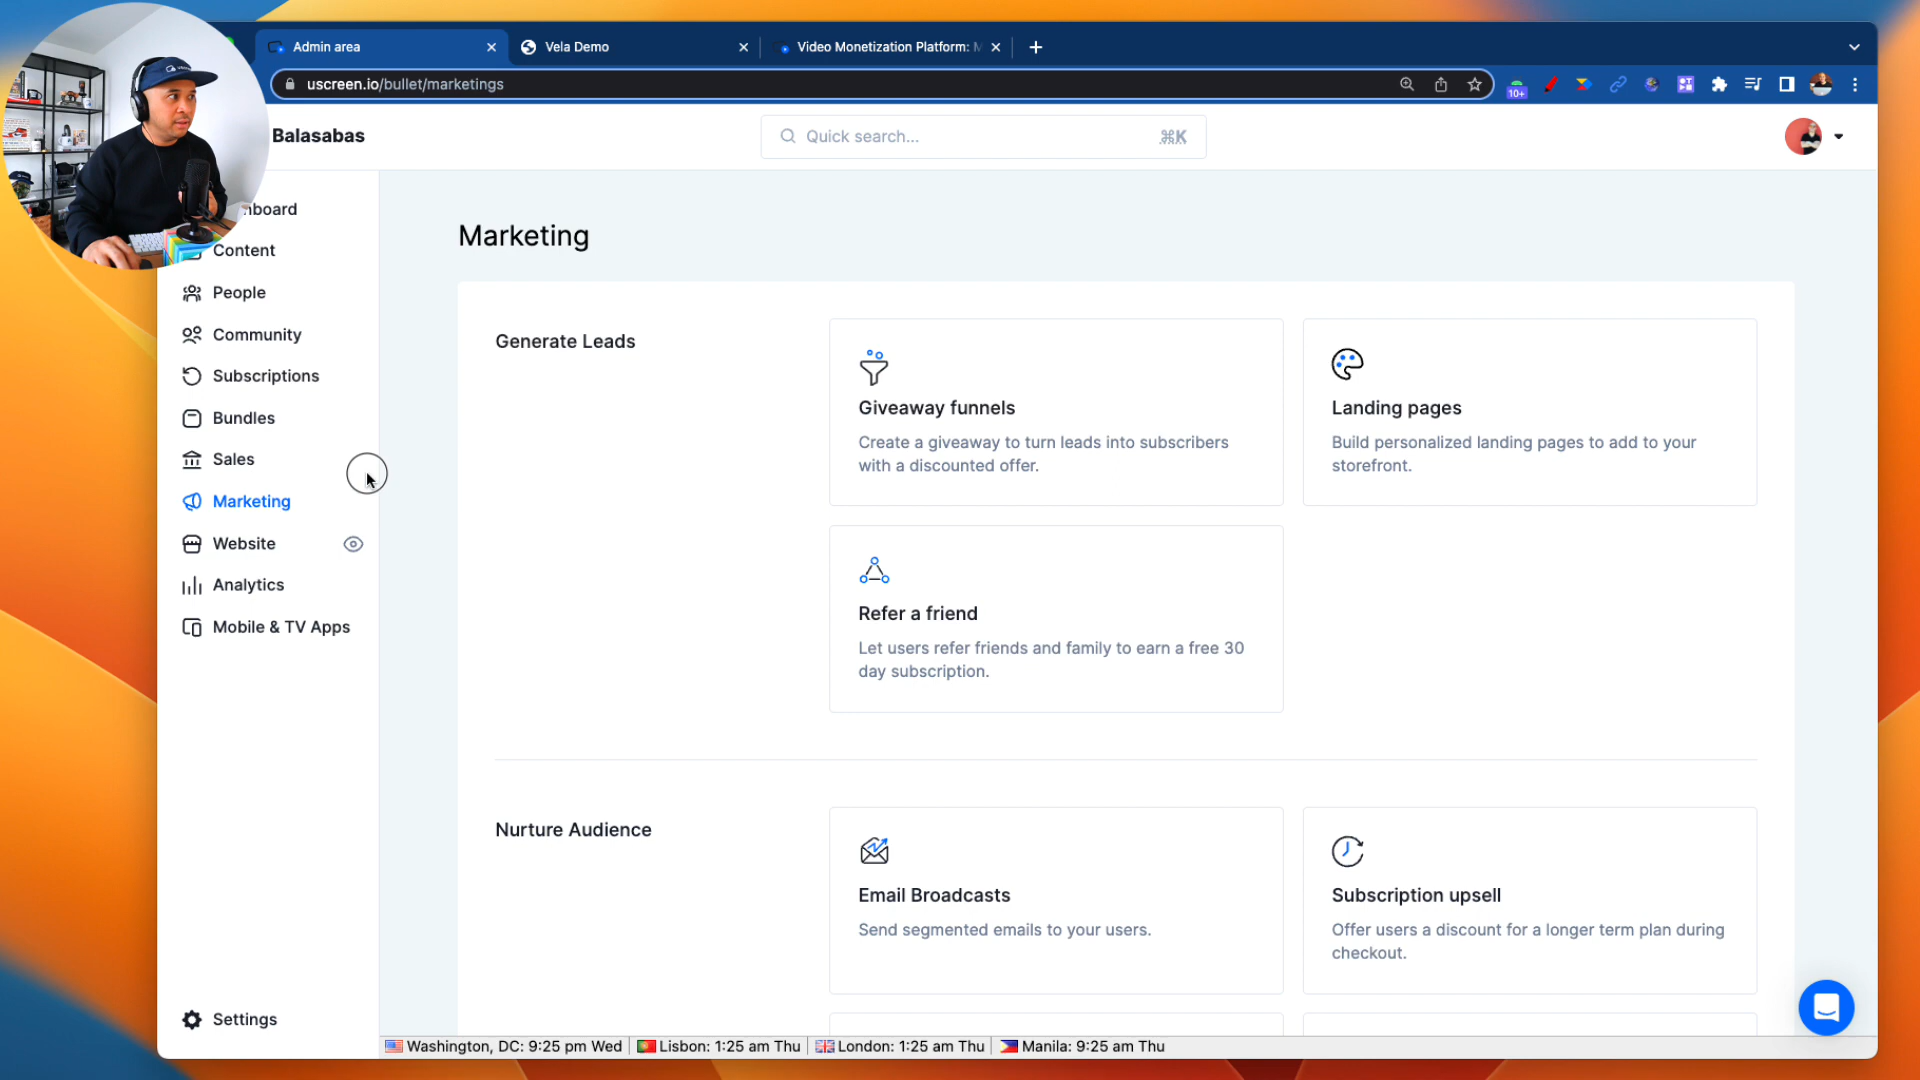 Admin area
Vela Demo
Video Monetization Platform: M
uscreen.io/bullet/marketings
10+
Balasabas
Quick search...
⌘K
board
Content
People
Community
Subscriptions
Bundles
Sales
Marketing
Website
Analytics
Mobile & TV Apps
Settings
Marketing
Generate Leads
Giveaway funnels
Create a giveaway to turn leads into subscribers
with a discounted offer.
Landing pages
Build personalized landing pages to add to your
storefront.
Refer a friend
Let users refer friends and family to earn a free 30
day subscription.
Nurture Audience
Email Broadcasts
Send segmented emails to your users.
Subscription upsell
Offer users a discount for a longer term plan during
checkout.
Washington, DC: 9:25 pm Wed
Lisbon: 1:25 am Thu
London: 1:25 am Thu
Manila: 9:25 am Thu